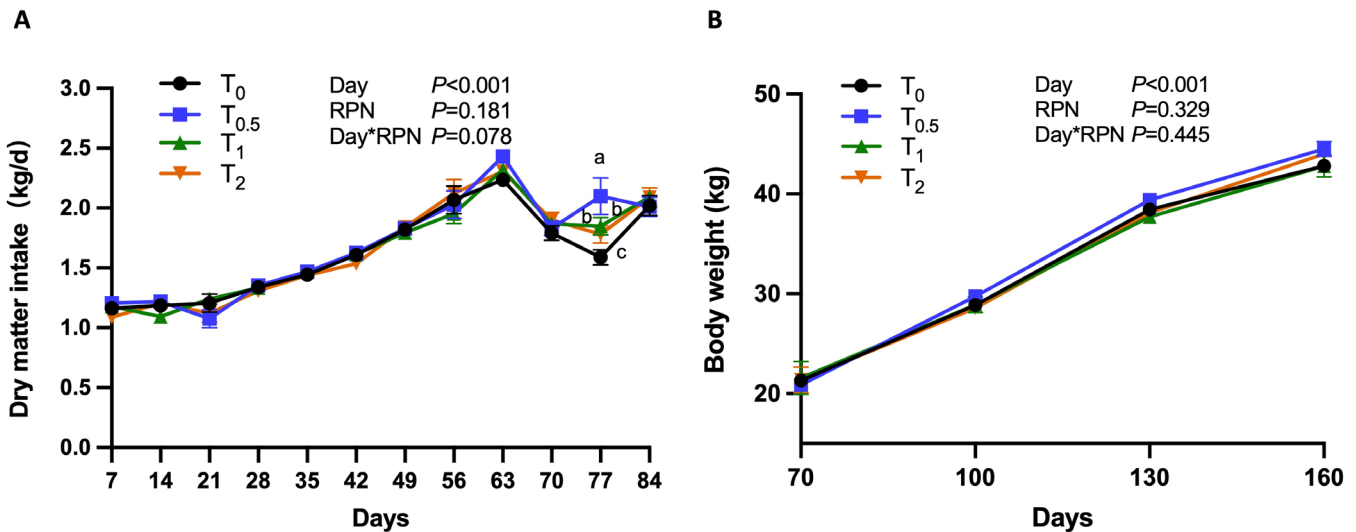 A
Dry matter intake (kg/d)
3.0
2.5
2.0
1.5
1.0
0.5
0.0
T0
T0.5
T1
T2
Day P<0.001
RPN P=0.181
Day*RPN P=0.078
a
b b
c
7 14 21 28 35 42 49 56 63 70 77 84
Days
B
Body weight (kg)
50
40
30
20
T0
T0.5
T1
T2
Day P<0.001
RPN P=0.329
Day*RPN P=0.445
70 100 130 160
Days